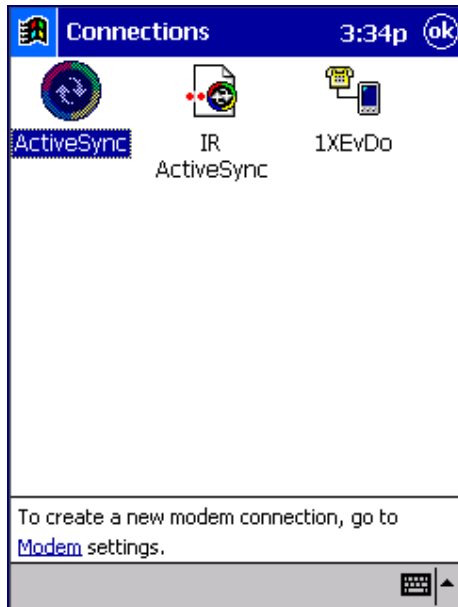 Connections 3:34p ok
ActiveSync IR ActiveSync 1XEvDo
To create a new modem connection, go to
Modem settings.